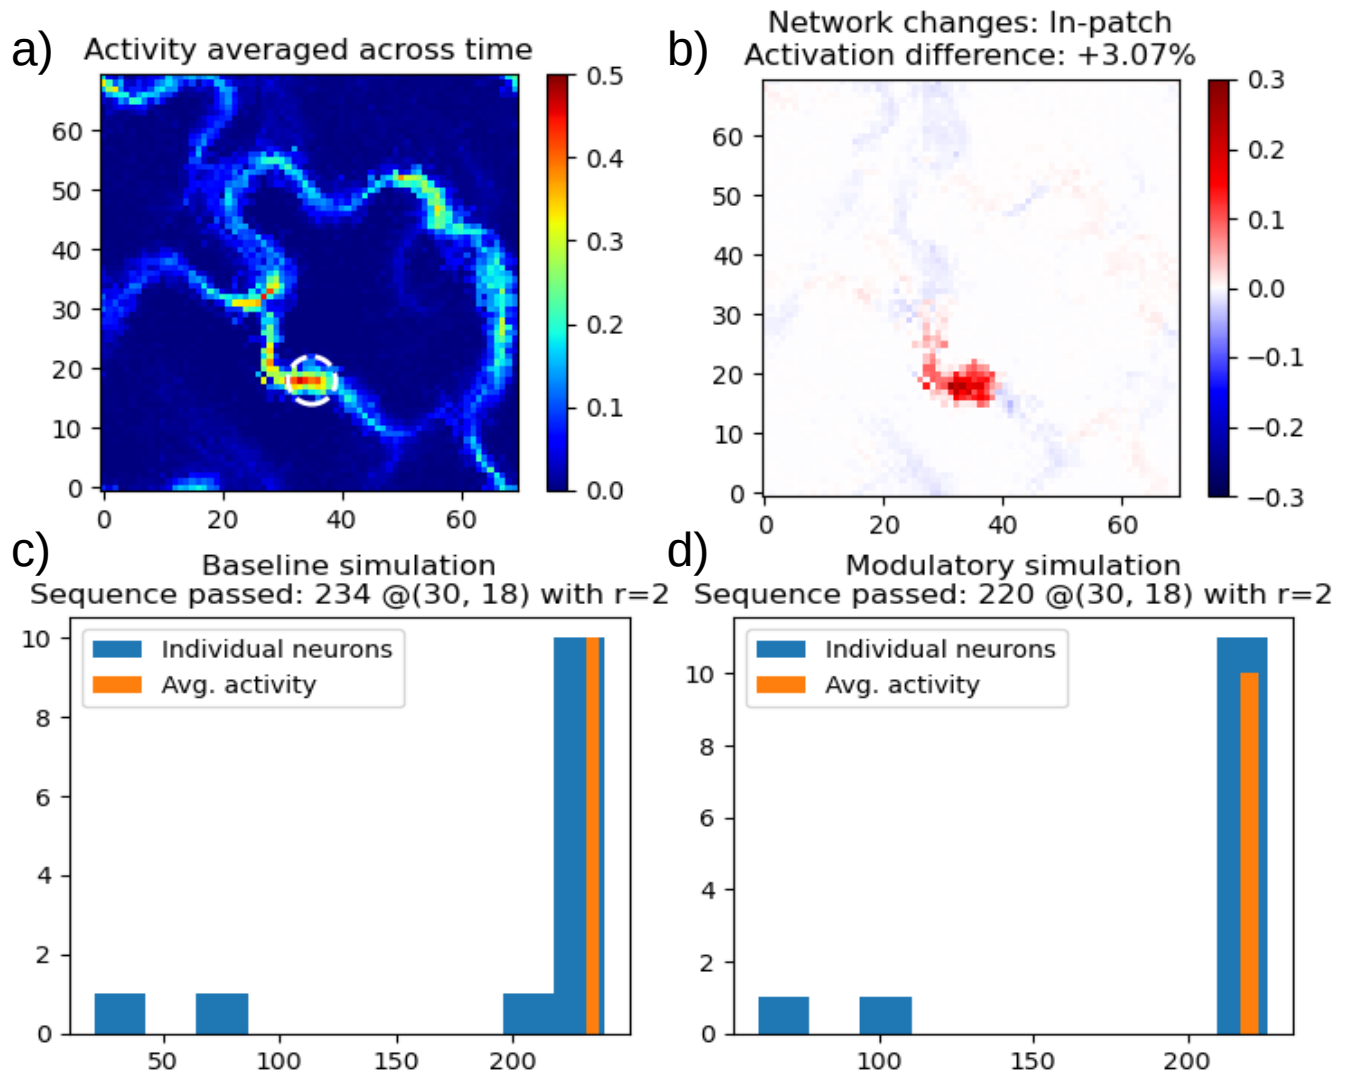 a)
Activity averaged across time
60
50
40
30
20
10
0
0 20 40 60
0.5
0.4
0.3
0.2
0.1
0.0
b)
Network changes: In-patch
Activation difference: +3.07%
60
50
40
30
20
10
0
0 20 40 60
0.3
0.2
0.1
0.0
−0.1
−0.2
−0.3
c)
Baseline simulation
Sequence passed: 234 @(30, 18) with r=2
Individual neurons
Avg. activity
10
8
6
4
2
0
50 100 150 200
d)
Modulatory simulation
Sequence passed: 220 @(30, 18) with r=2
Individual neurons
Avg. activity
10
8
6
4
2
0
100 150 200